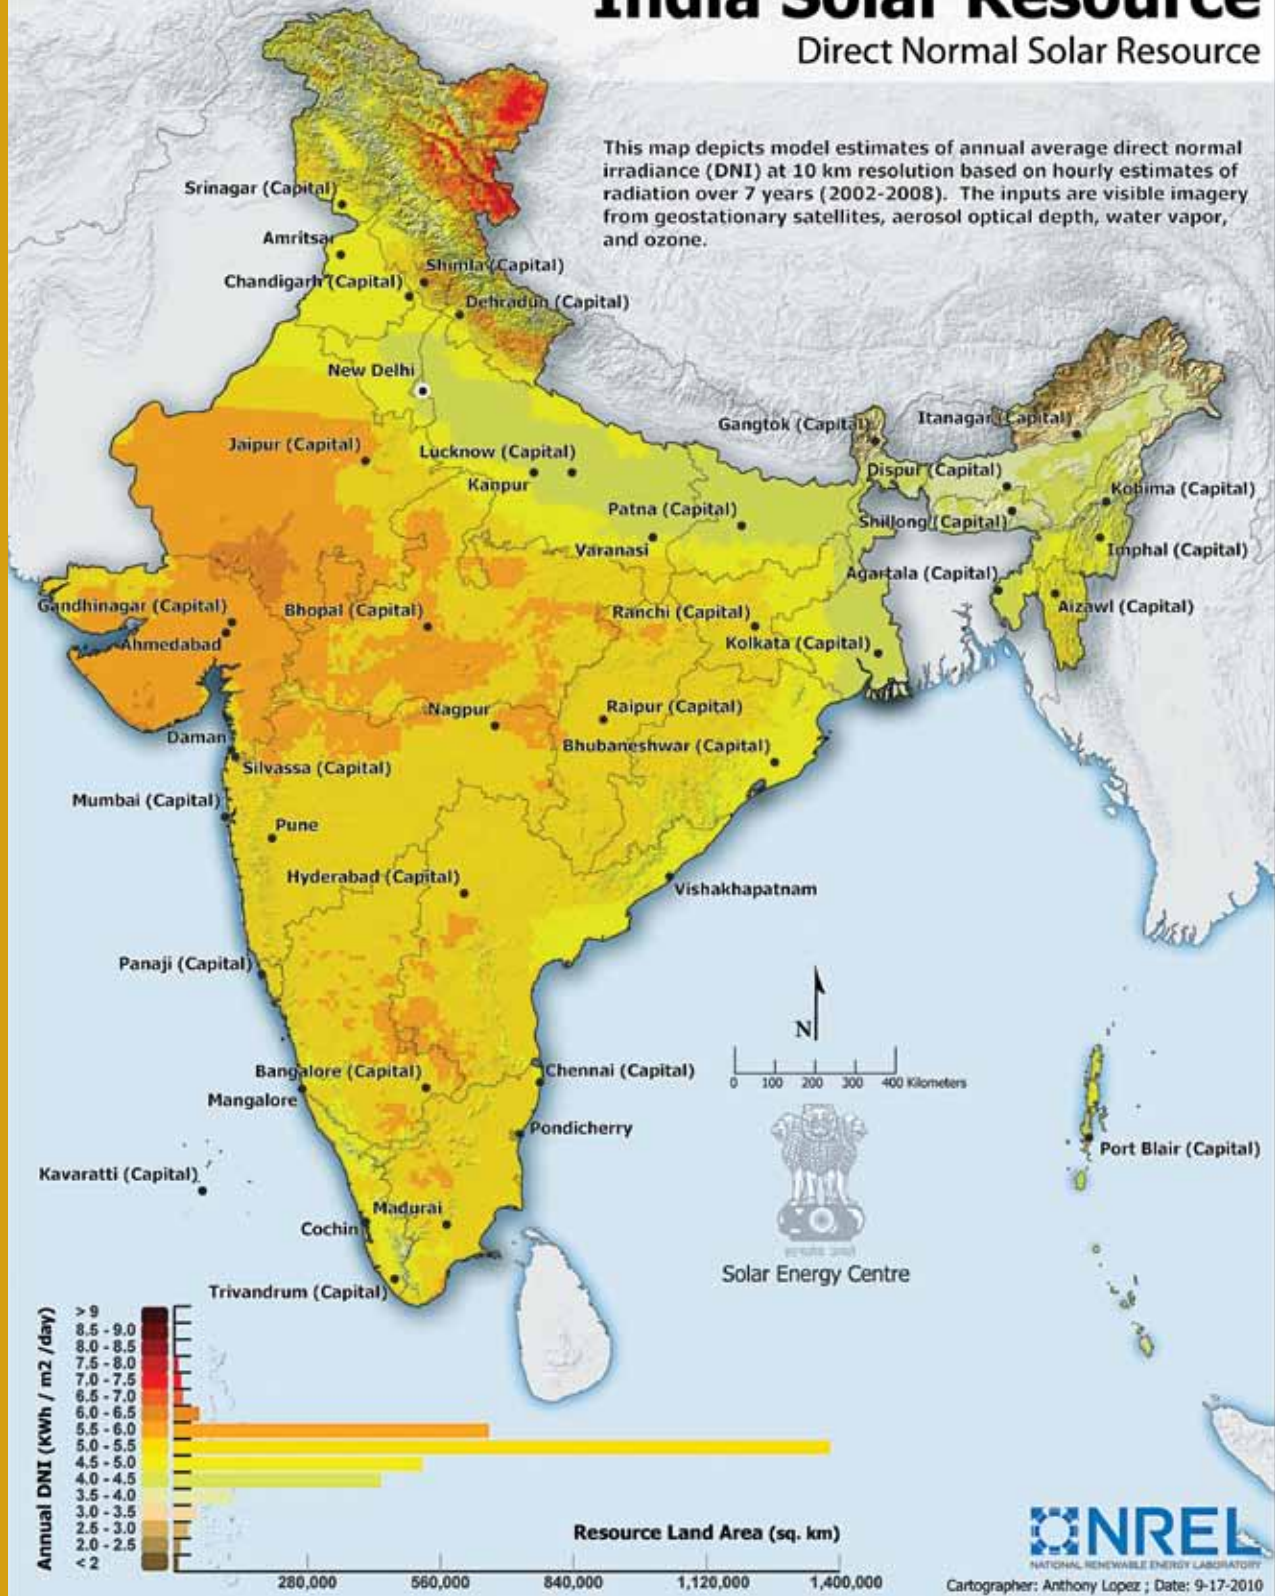 India Solar Resource
Direct Normal Solar Resource
This map depicts model estimates of annual average direct normal
irradiance (DNI) at 10 km resolution based on hourly estimates of
radiation over 7 years (2002-2008). The inputs are visible imagery
from geostationary satellites, aerosol optical depth, water vapor,
and ozone.
Srinagar (Capital)
Amritsar
Shimla (Capital)
Chandigarh (Capital)
Dehradun (Capital)
New Delhi
Gangtok (Capital)
Itanagar (Capital)
Jaipur (Capital)
Lucknow (Capital)
Dispur (Capital)
Kanpur
Kohima (Capital)
Patna (Capital)
Shillong (Capital)
Varanasi
Imphal (Capital)
Agartala (Capital)
Gandhinagar (Capital)
Bhopal (Capital)
Ranchi (Capital)
Aizawl (Capital)
Ahmedabad
Kolkata (Capital)
Nagpur
Raipur (Capital)
Daman
Bhubaneshwar (Capital)
Silvassa (Capital)
Mumbai (Capital)
Pune
Hyderabad (Capital)
Vishakhapatnam
Panaji (Capital)
N
Bangalore (Capital)
Chennai (Capital)
0 100 200 300 400 Kilometers
Mangalore
Pondicherry
Port Blair (Capital)
Kavaratti (Capital)
Madurai
Cochin
Solar Energy Centre
Trivandrum (Capital)
Annual DNI (KWh / m2 /day)
> 9
8.5 - 9.0
8.0 - 8.5
7.5 - 8.0
7.0 - 7.5
6.5 - 7.0
6.0 - 6.5
5.5 - 6.0
5.0 - 5.5
4.5 - 5.0
4.0 - 4.5
3.5 - 4.0
3.0 - 3.5
2.5 - 3.0
2.0 - 2.5
< 2
Resource Land Area (sq. km)
280,000 560,000 840,000 1,120,000 1,400,000
NREL
NATIONAL RENEWABLE ENERGY LABORATORY
Cartographer: Anthony Lopez ; Date: 9-17-2010